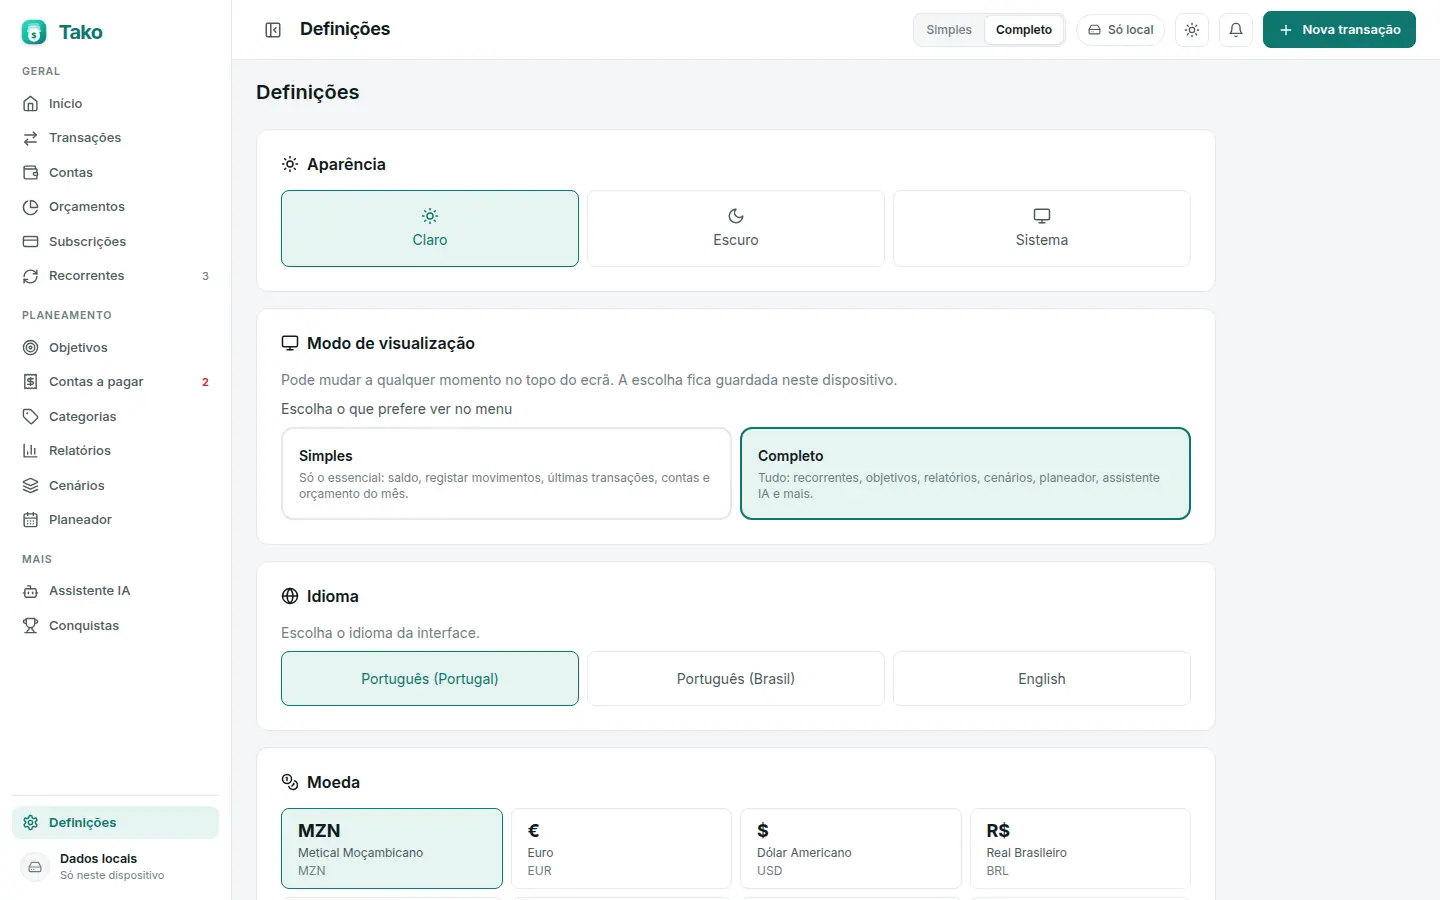 Tako
GERAL
Início
Transações
Contas
Orçamentos
Subscrições
Recorrentes 3
PLANEAMENTO
Objetivos
Contas a pagar 2
Categorias
Relatórios
Cenários
Planeador
MAIS
Assistente IA
Conquistas
Definições
Dados locais
Só neste dispositivo
Definições
Simples Completo
Só local
Nova transação
Definições
Aparência
Claro
Escuro
Sistema
Modo de visualização
Pode mudar a qualquer momento no topo do ecrã. A escolha fica guardada neste dispositivo.
Escolha o que prefere ver no menu
Simples
Só o essencial: saldo, registar movimentos, últimas transações, contas e
orçamento do mês.
Completo
Tudo: recorrentes, objetivos, relatórios, cenários, planeador, assistente
IA e mais.
Idioma
Escolha o idioma da interface.
Português (Portugal)
Português (Brasil)
English
Moeda
MZN
Metical Moçambicano
MZN
€
Euro
EUR
$
Dólar Americano
USD
R$
Real Brasileiro
BRL